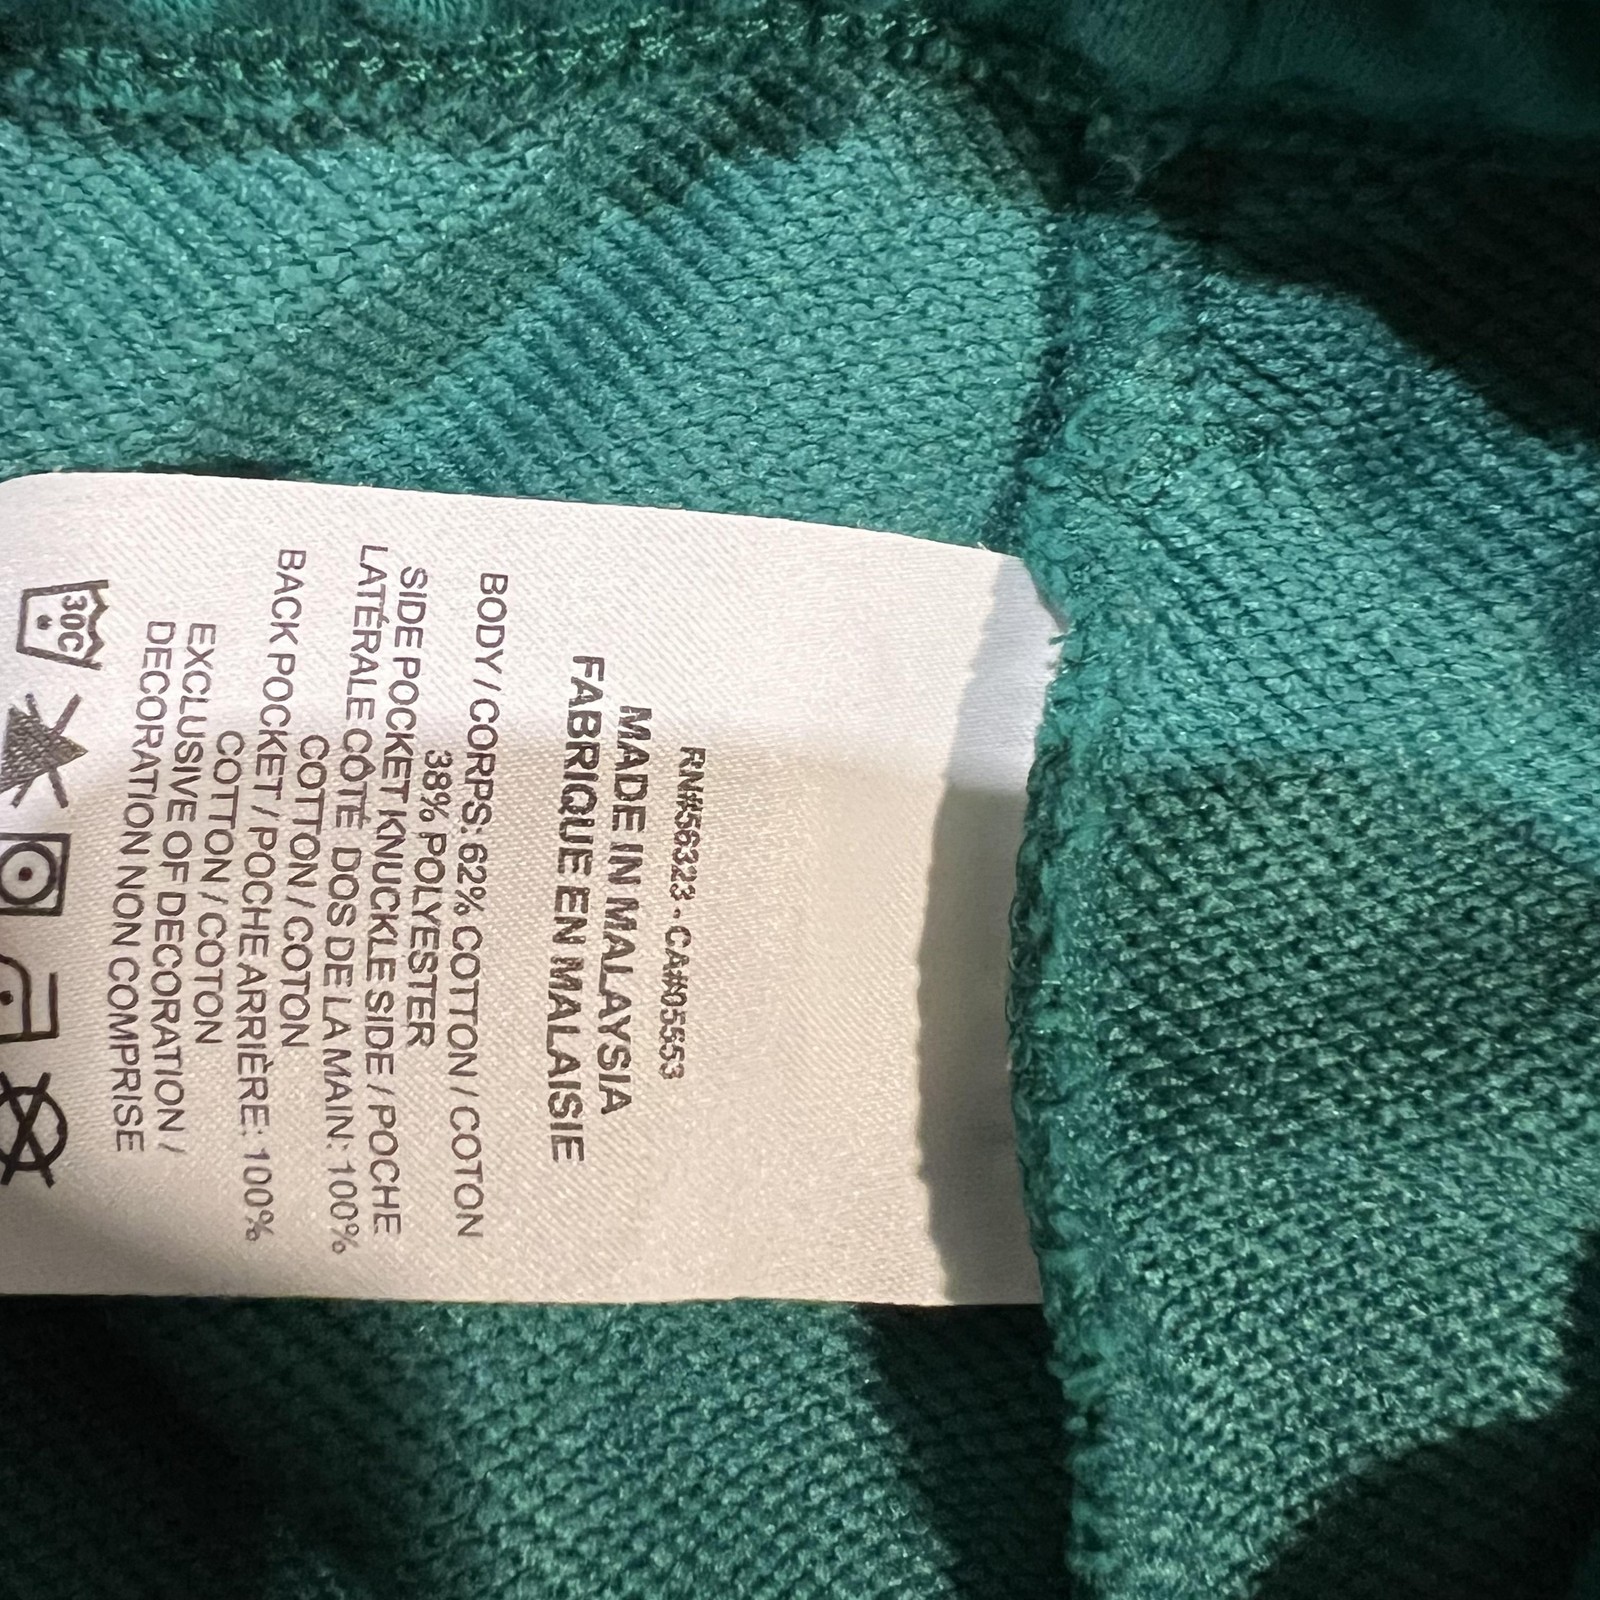 RN#56323 - CA#05553
MADE IN MALAYSIA
FABRIQUE EN MALAISIE
BODY / CORPS: 62% COTTON / COTON
38% POLYESTER
SIDE POCKET KNUCKLE SIDE / POCHE
LATÉRALE CÔTÉ DOS DE LA MAIN: 100%
COTTON / COTON
BACK POCKET / POCHE ARRIÈRE: 100%
COTTON / COTON
EXCLUSIVE OF DECORATION /
DECORATION NON COMPRISE
30C